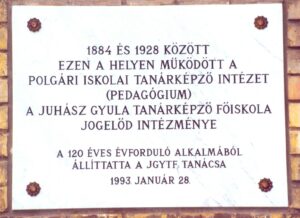 1884 ÉS 1928 KÖZÖTT
EZEN A HELYEN MŰKÖDÖTT A
POLGÁRI ISKOLAI TANÁRKÉPZŐ INTÉZET
(PEDAGÓGIUM)
A JUHÁSZ GYULA TANÁRKÉPZŐ FŐISKOLA
JOGELŐD INTÉZMÉNYE
A 120 ÉVES ÉVFORDULÓ ALKALMÁBÓL
ÁLLÍTTATTA A JGYTF TANÁCSA
1993 JANUÁR 28.